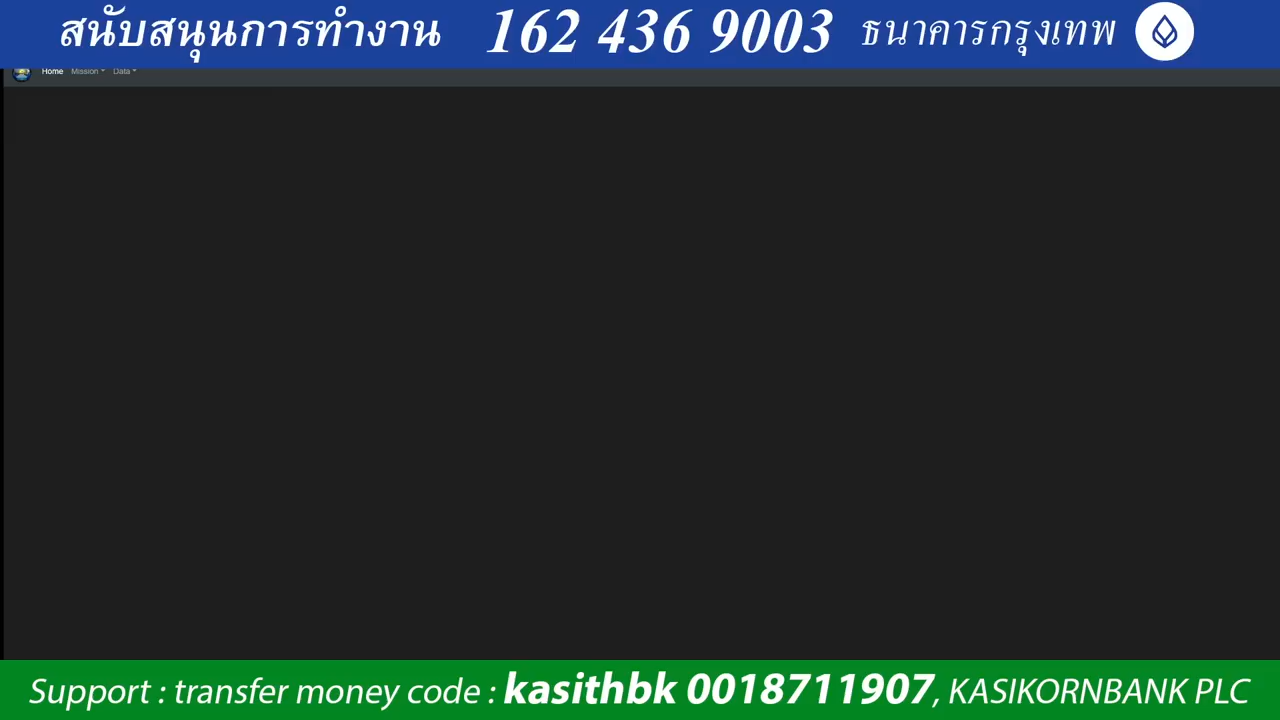 สนับสนุนการทำงาน 162 436 9003 ธนาคารกรุงเทพ
Home Mission Data
Support : transfer money code : kasithbk 0018711907, KASIKORNBANK PLC